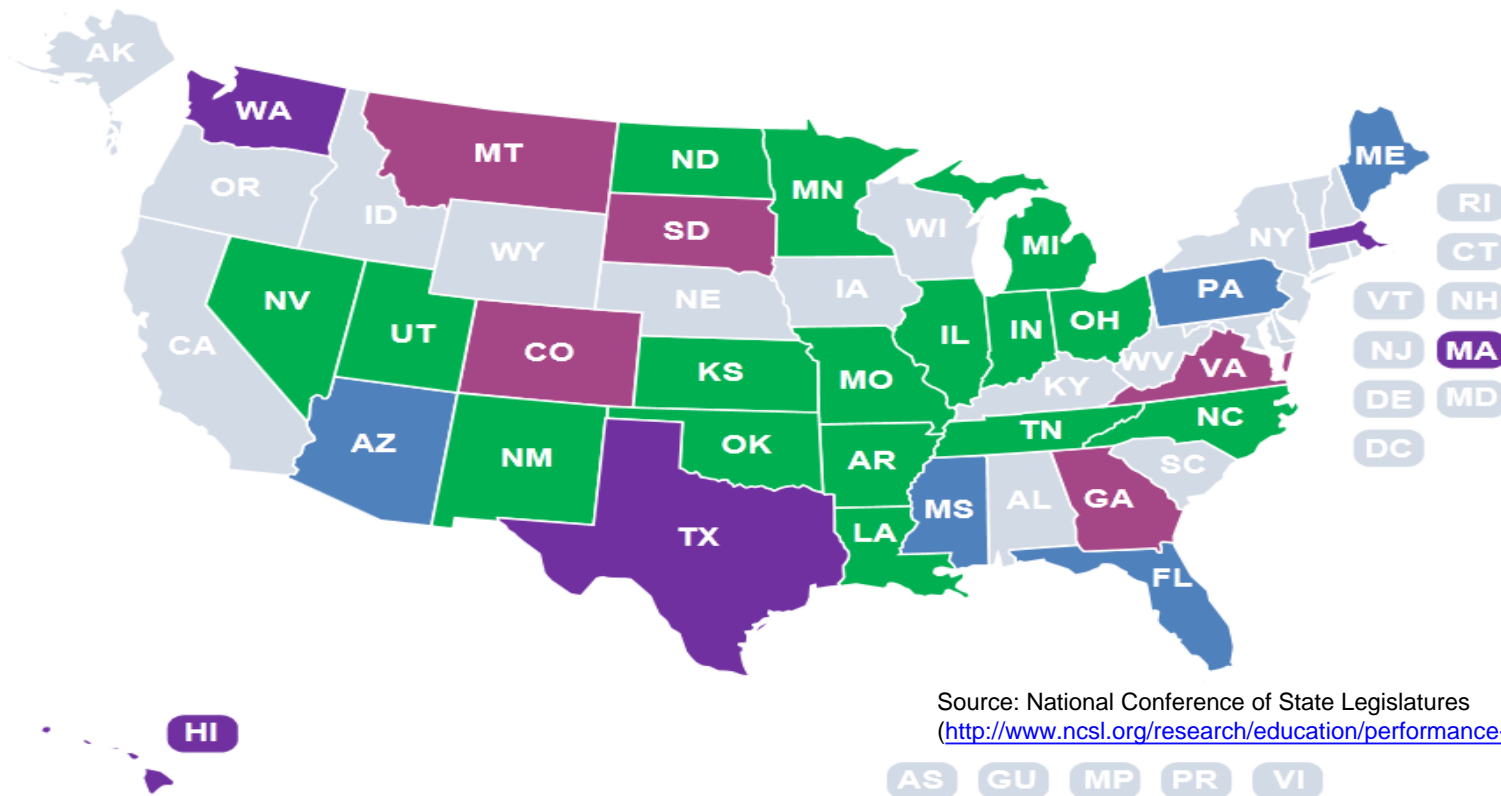 AK
WA
MT
ND
MN
ME
OR
ID
SD
WI
MI
NY
RI
WY
CT
NV
NE
IA
PA
VT
NH
UT
IL
IN
OH
CA
CO
WV
VA
NJ
MA
KS
MO
KY
DE
MD
AZ
NM
OK
AR
TN
NC
SC
DC
TX
LA
MS
AL
GA
FL
Source: National Conference of State Legislatures
(http://www.ncsl.org/research/education/performance-
HI
AS GU MP PR VI